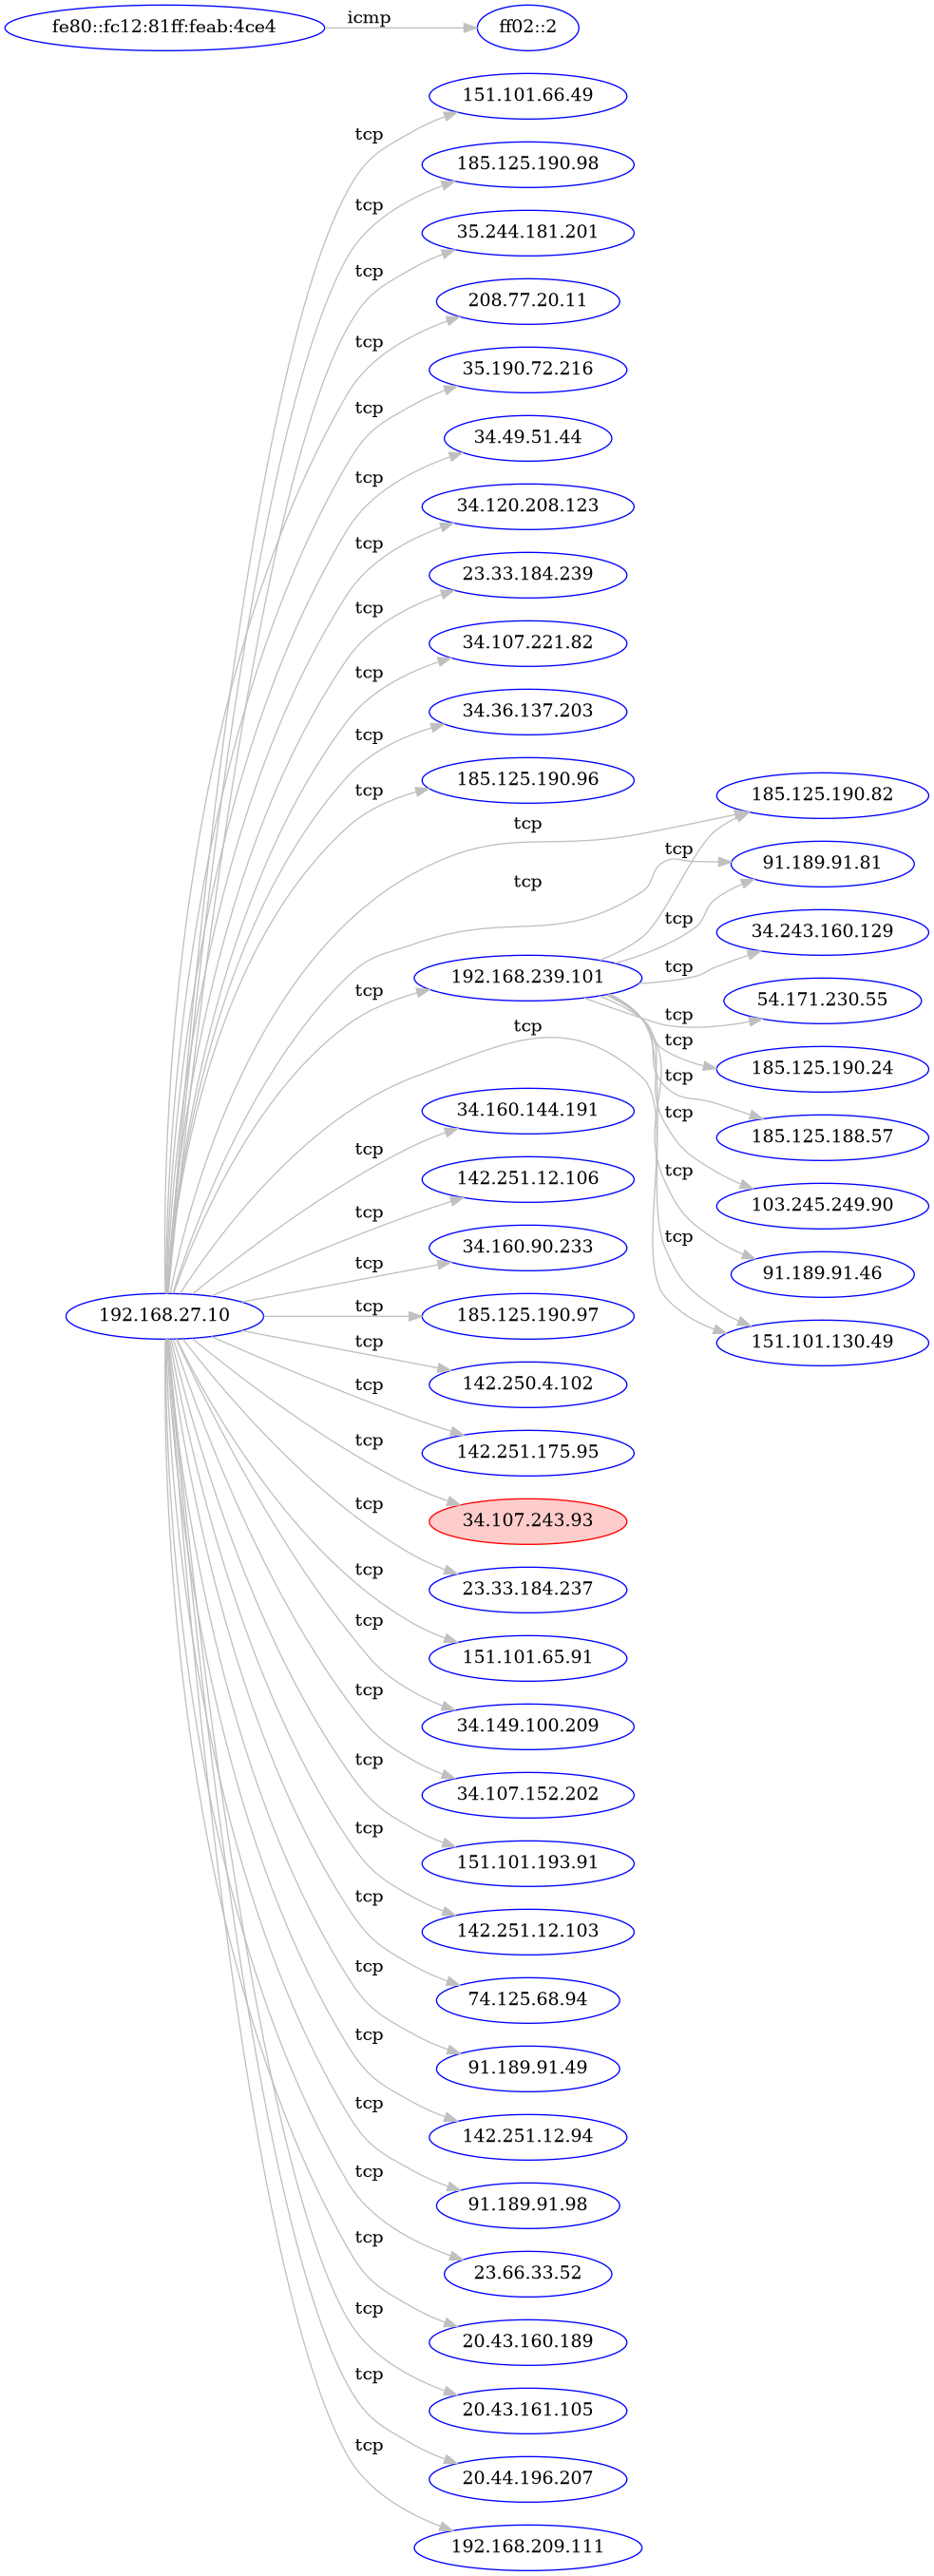 fe80::fc12:81ff:feab:4ce4 icmp ff02::2
151.101.66.49
tcp
185.125.190.98
tcp
35.244.181.201
tcp
208.77.20.11
tcp
35.190.72.216
tcp
34.49.51.44
tcp
34.120.208.123
tcp
23.33.184.239
tcp
34.107.221.82
tcp
34.36.137.203
tcp
185.125.190.96
tcp
185.125.190.82
tcp
tcp
91.189.91.81
tcp
tcp
34.243.160.129
192.168.239.101
tcp
tcp
54.171.230.55
tcp
tcp
tcp
185.125.190.24
tcp
34.160.144.191
tcp
185.125.188.57
tcp
tcp
142.251.12.106
103.245.249.90
tcp
tcp
34.160.90.233
tcp
91.189.91.46
192.168.27.10
tcp
185.125.190.97
tcp
151.101.130.49
142.250.4.102
tcp
142.251.175.95
tcp
34.107.243.93
tcp
23.33.184.237
tcp
151.101.65.91
tcp
34.149.100.209
tcp
34.107.152.202
tcp
151.101.193.91
tcp
142.251.12.103
tcp
74.125.68.94
tcp
91.189.91.49
tcp
142.251.12.94
tcp
91.189.91.98
tcp
23.66.33.52
tcp
20.43.160.189
tcp
20.43.161.105
tcp
20.44.196.207
tcp
192.168.209.111